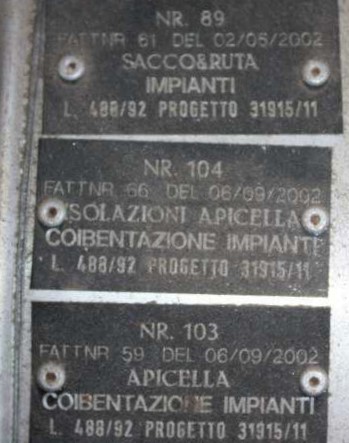 NR. 89
FATTNR 61 DEL 02/05/2002
SACCO&RUTA
IMPIANTI
L. 488/92 PROGETTO 31915/11
NR. 104
FATTNR 66 DEL 06/09/2002
ISOLAZIONI APICELLA
COIBENTAZIONE IMPIANTI
L. 488/92 PROGETTO 31915/11
NR. 103
FATTNR 59 DEL 06/09/2002
APICELLA
COIBENTAZIONE IMPIANTI
L. 488/92 PROGETTO 31915/11